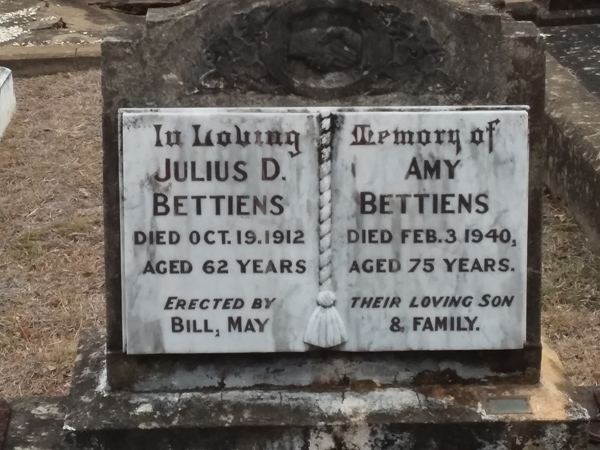 In Loving Memory of
JULIUS D.
BETTIENS
DIED OCT. 19. 1912
AGED 62 YEARS
AMY
BETTIENS
DIED FEB. 3 1940,
AGED 75 YEARS.
ERECTED BY THEIR LOVING SON
BILL, MAY & FAMILY.